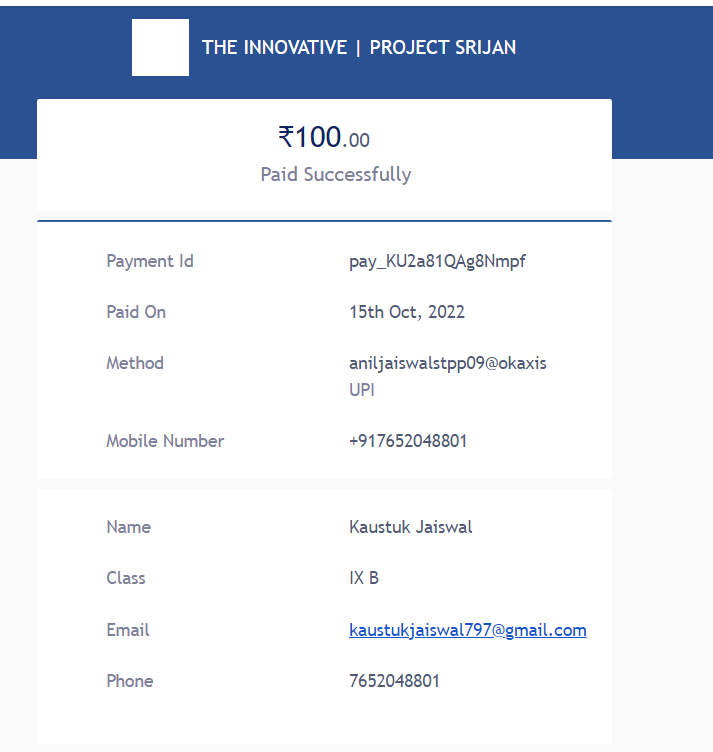 THE INNOVATIVE | PROJECT SRIJAN
₹100.00
Paid Successfully
Payment Id pay_KU2a81QAg8Nmpf
Paid On 15th Oct, 2022
Method aniljaiswalstpp09@okaxis
UPI
Mobile Number +917652048801
Name Kaustuk Jaiswal
Class IX B
Email kaustukjaiswal797@gmail.com
Phone 7652048801